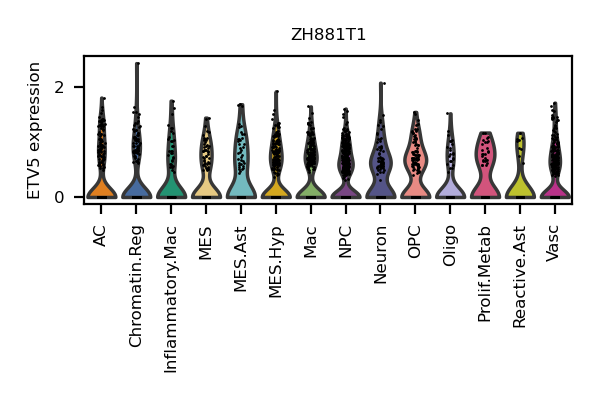 ZH881T1
ETV5 expression
2
0
AC
Chromatin.Reg
Inflammatory.Mac
MES
MES.Ast
MES.Hyp
Mac
NPC
Neuron
OPC
Oligo
Prolif.Metab
Reactive.Ast
Vasc